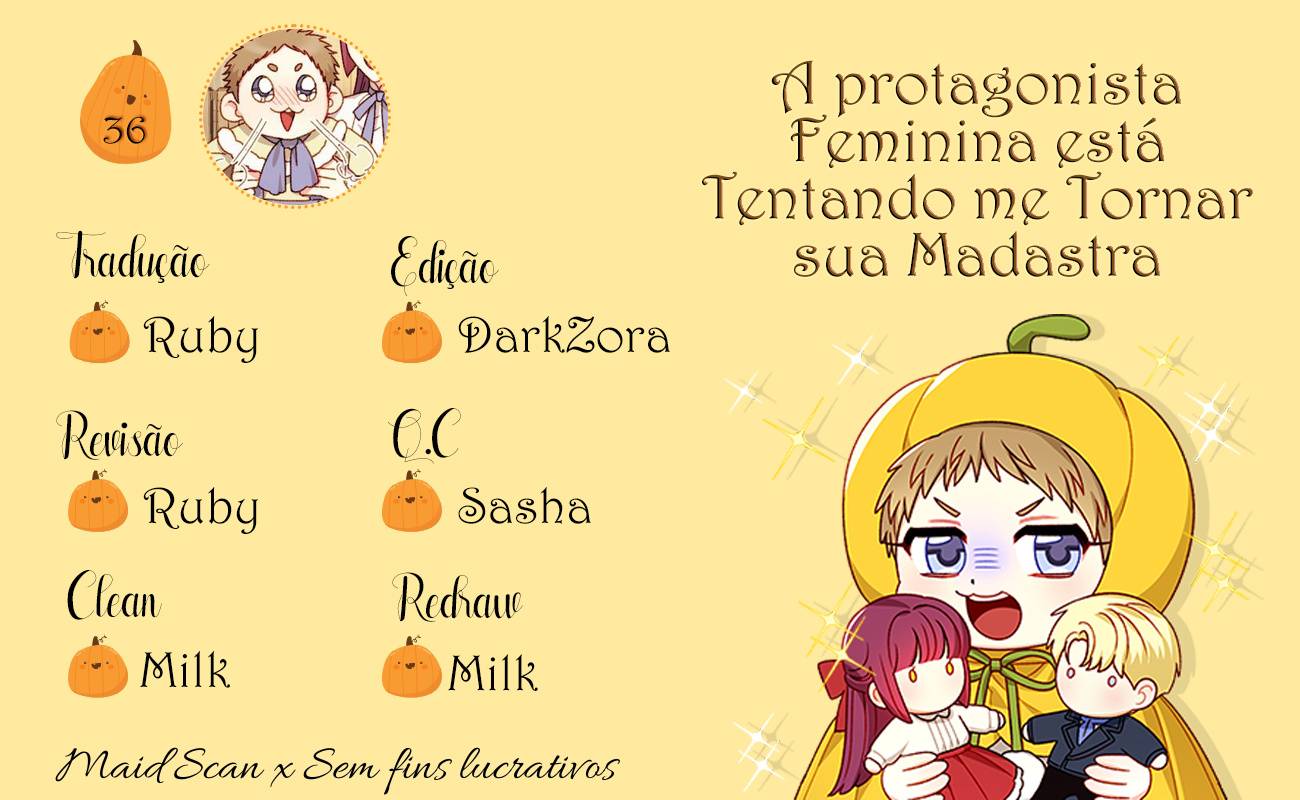 36
A protagonista
Feminina está
Tentando me Tornar
sua Madastra
Tradução
Ruby
Edição
DarkZora
Revisão
Ruby
Q.C
Sasha
Clean
Milk
Redraw
Milk
Maid Scan x Sem fins lucrativos